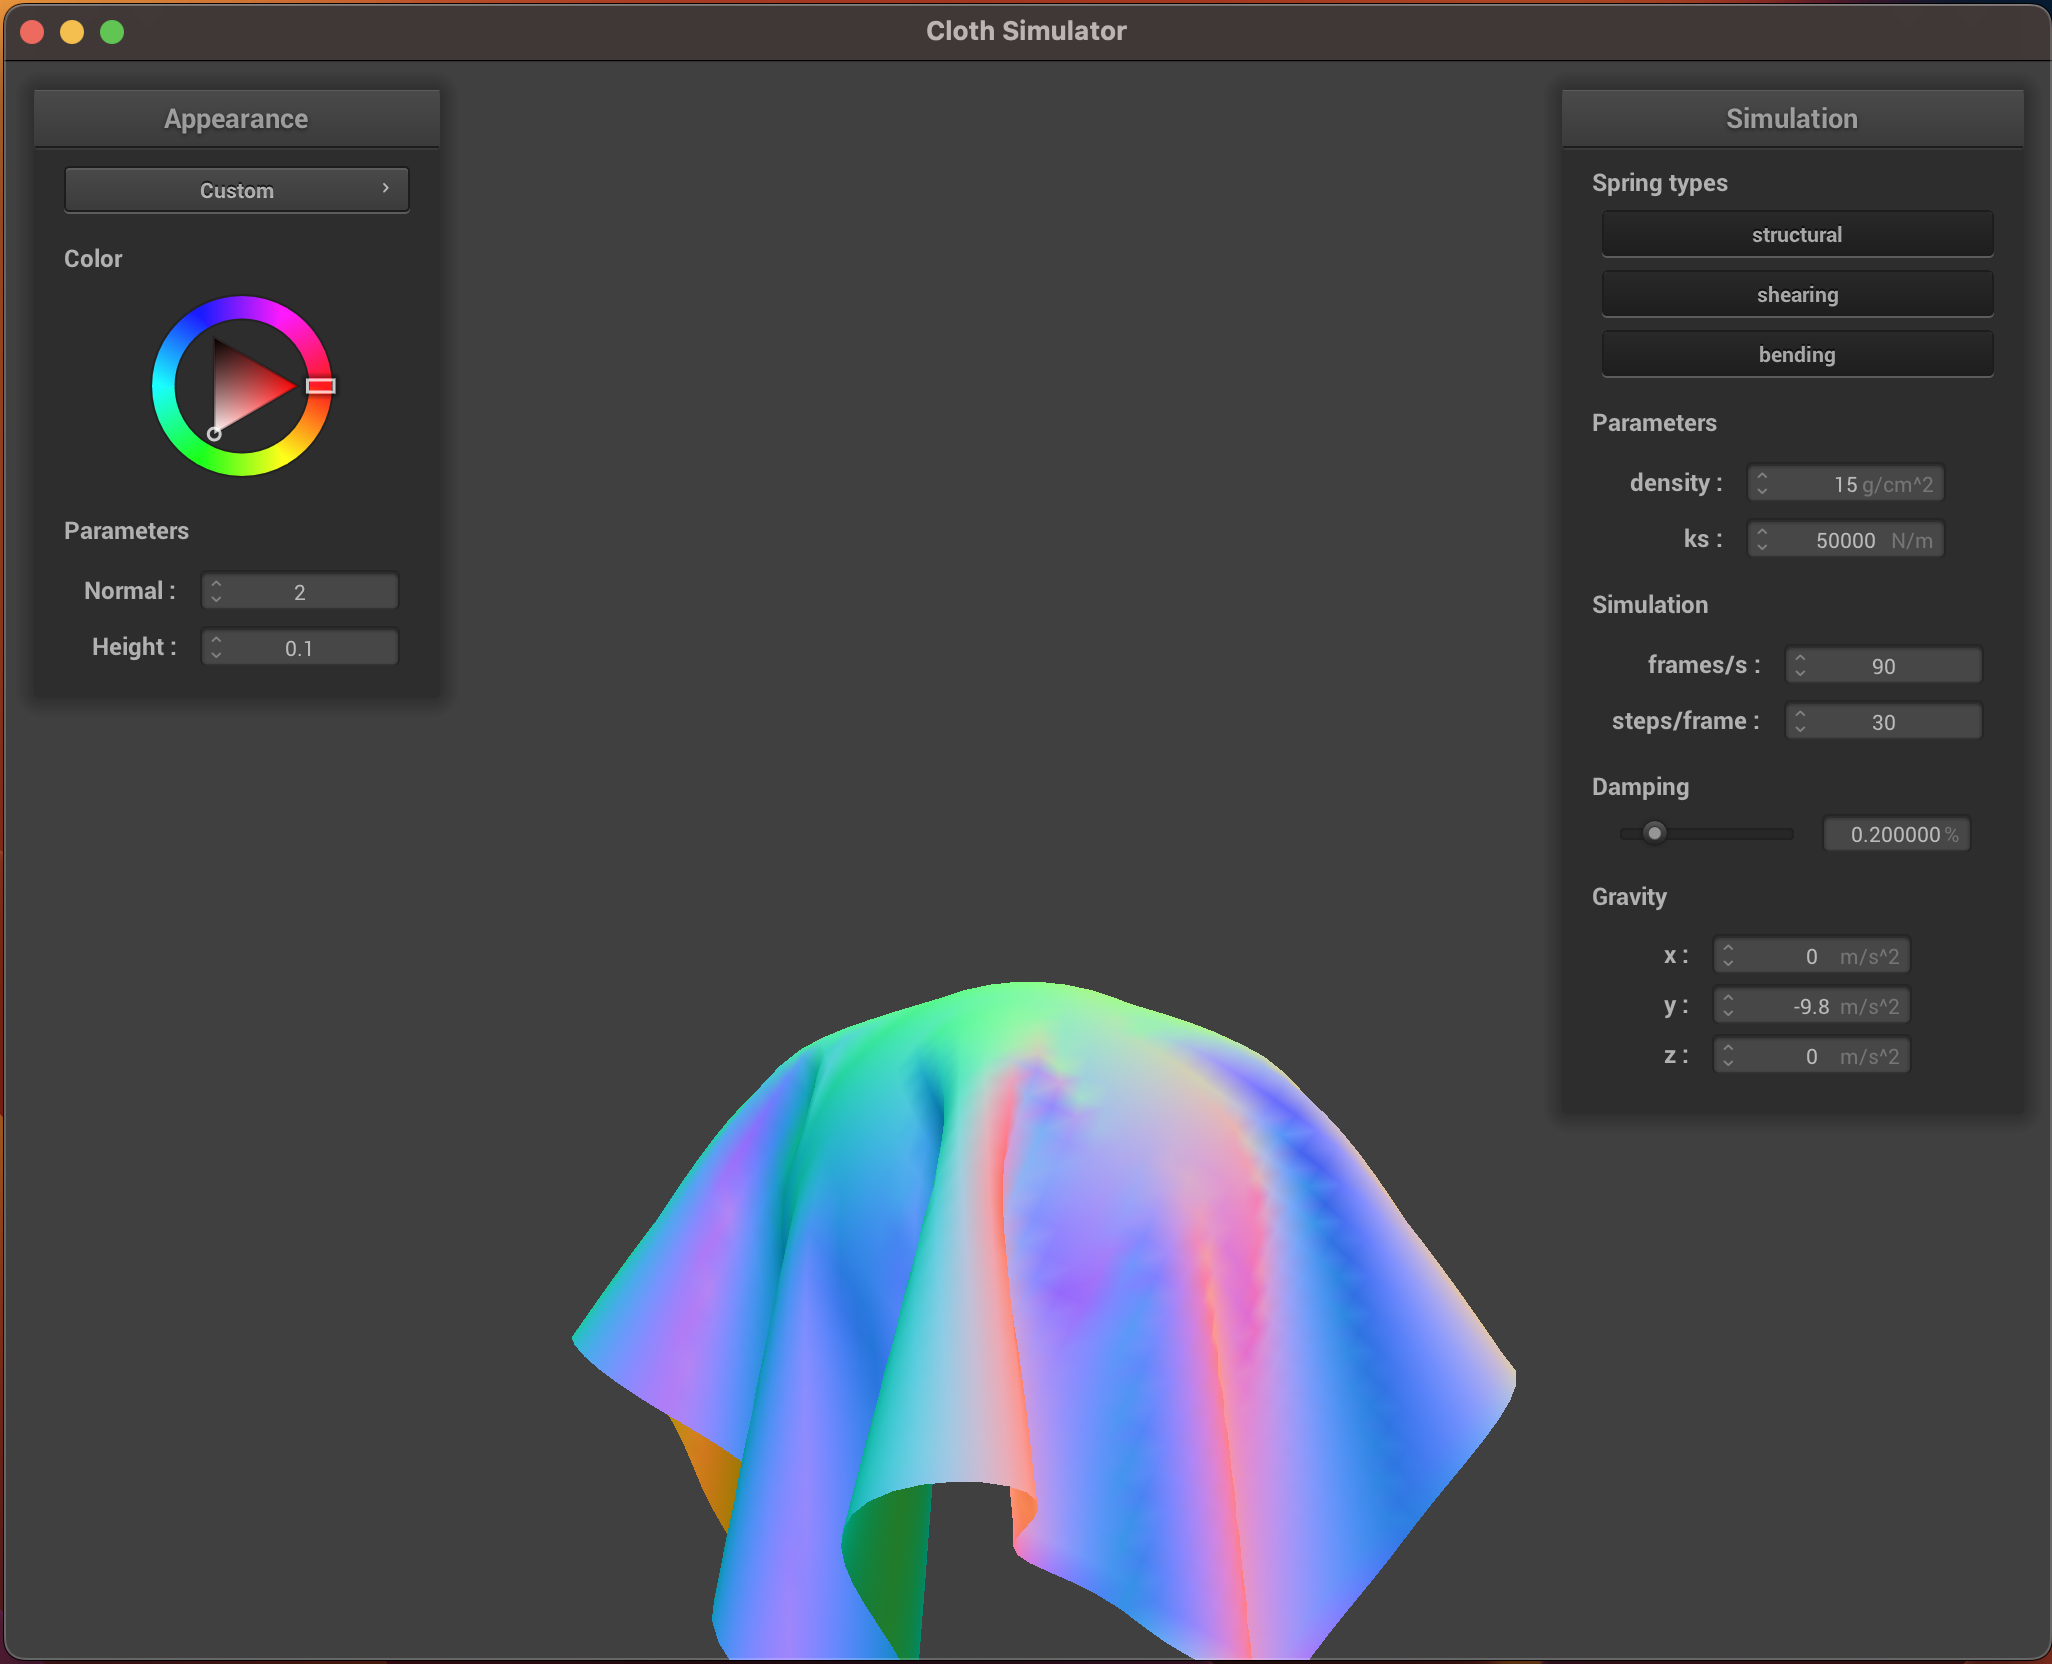 Cloth Simulator
Appearance
Custom
Color
Parameters
Normal : 2
Height : 0.1
Simulation
Spring types
structural
shearing
bending
Parameters
density : 15 g/cm^2
ks : 50000 N/m
Simulation
frames/s : 90
steps/frame : 30
Damping
0.200000 %
Gravity
x : 0 m/s^2
y : -9.8 m/s^2
z : 0 m/s^2